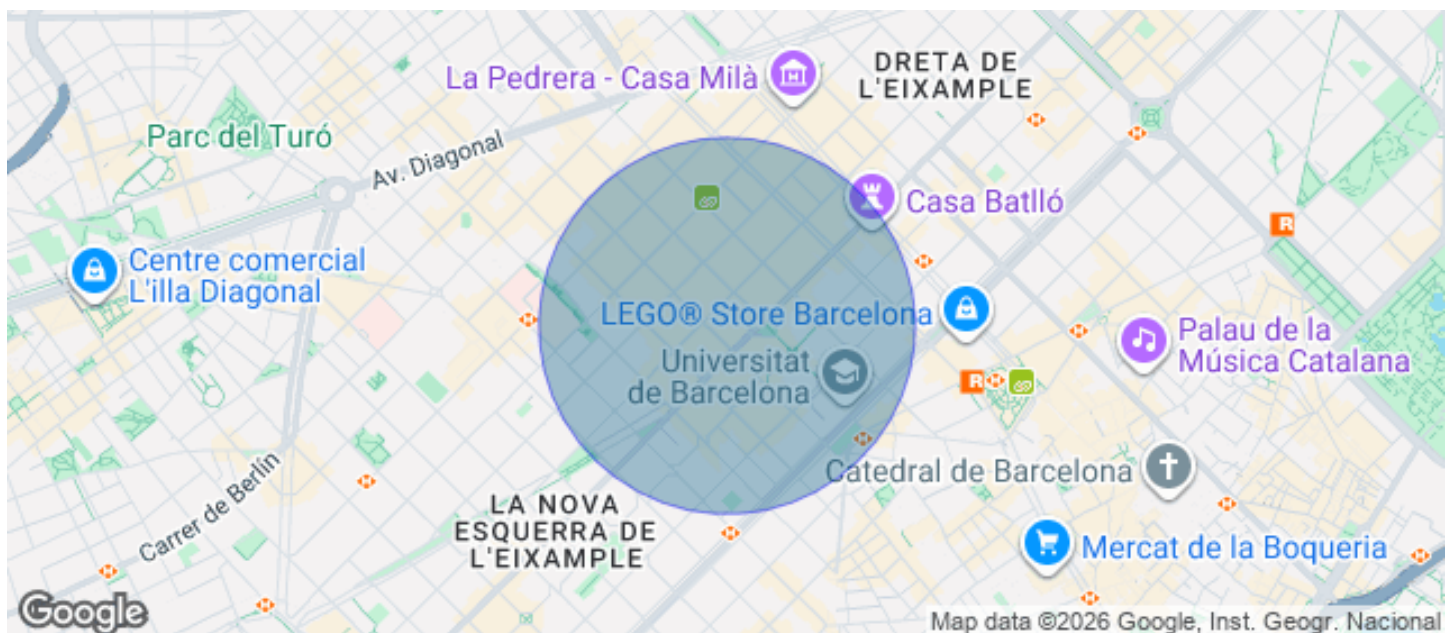 La Pedrera - Casa Milà
DRETA DE
L'EIXAMPLE
Parc del Turó
Av. Diagonal
Casa Batlló
R
Centre comercial
L'illa Diagonal
LEGO® Store Barcelona
Palau de la
Música Catalana
Universitat
de Barcelona
R
Catedral de Barcelona
Carrer de Berlín
LA NOVA
ESQUERRA DE
L'EIXAMPLE
Mercat de la Boqueria
Google
Map data ©2026 Google, Inst. Geogr. Nacional